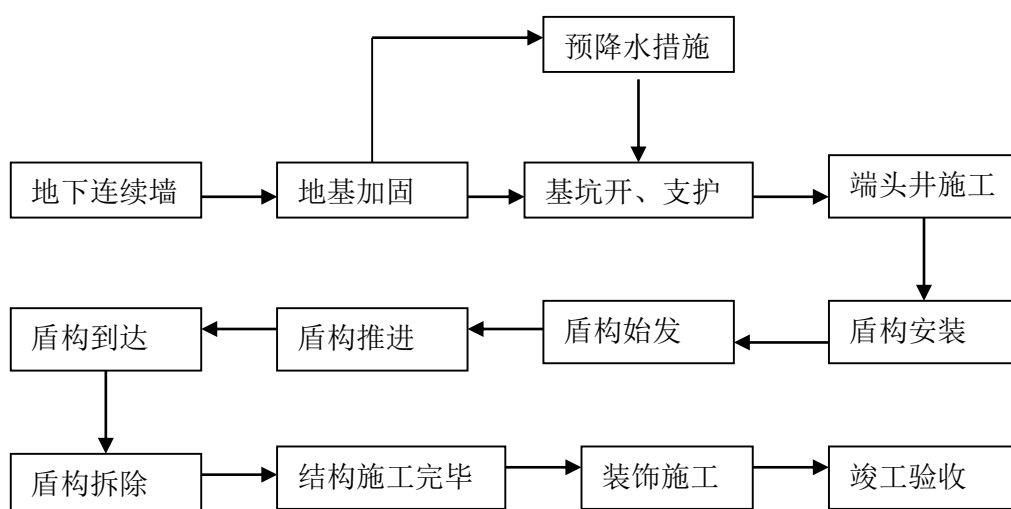 预降水措施
地下连续墙
地基加固
基坑开、支护
端头井施工
盾构到达
盾构推进
盾构始发
盾构安装
盾构拆除
结构施工完毕
装饰施工
竣工验收